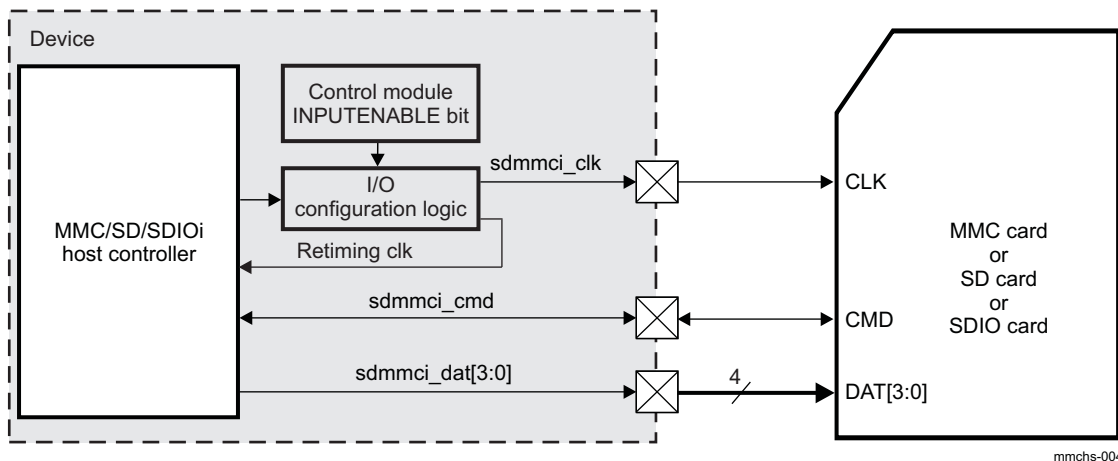 Device
Control module
INPUTENABLE bit
sdmmci_clk
I/O
configuration logic
CLK
MMC/SD/SDIOi
host controller
Retiming clk
MMC card
or
SD card
or
SDIO card
sdmmci_cmd
CMD
sdmmci_dat[3:0]
4
DAT[3:0]
mmchs-004